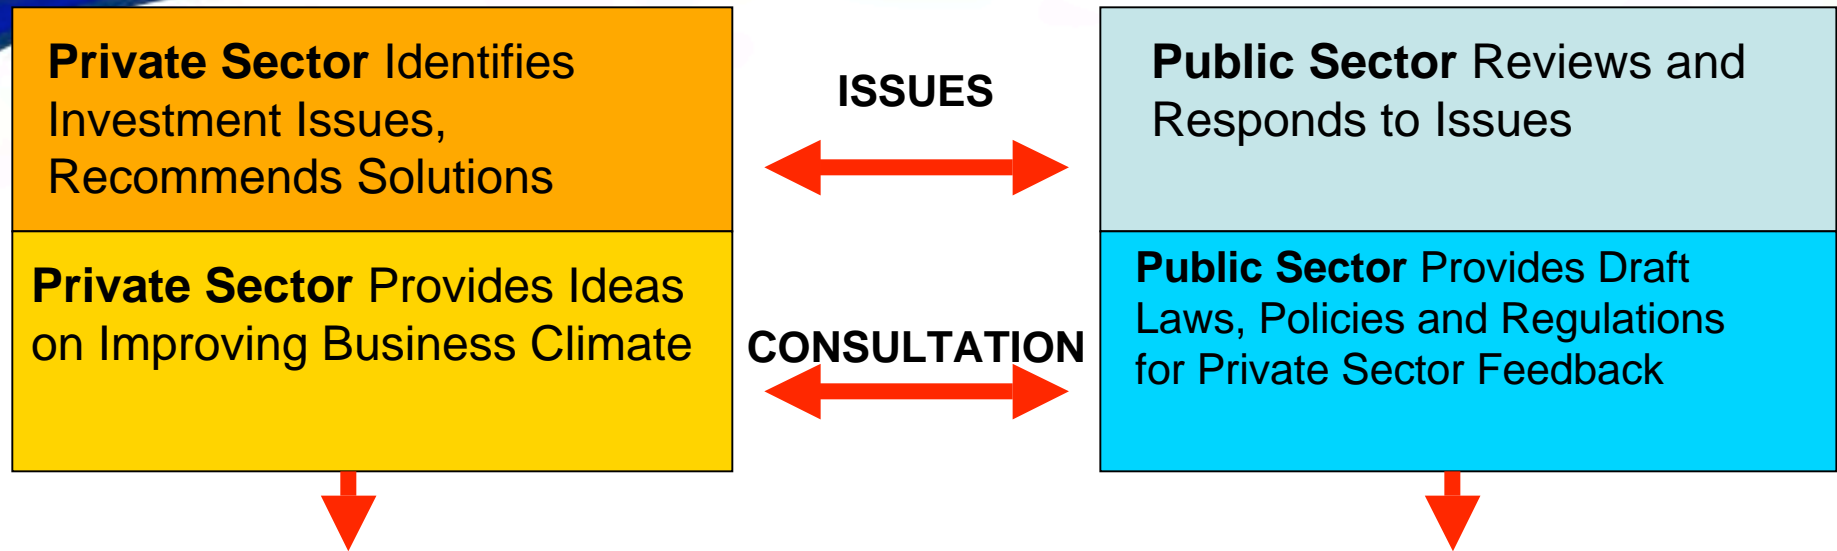 Private Sector Identifies
Investment Issues,
Recommends Solutions
ISSUES
Public Sector Reviews and
Responds to Issues
Private Sector Provides Ideas
on Improving Business Climate
CONSULTATION
Public Sector Provides Draft
Laws, Policies and Regulations
for Private Sector Feedback